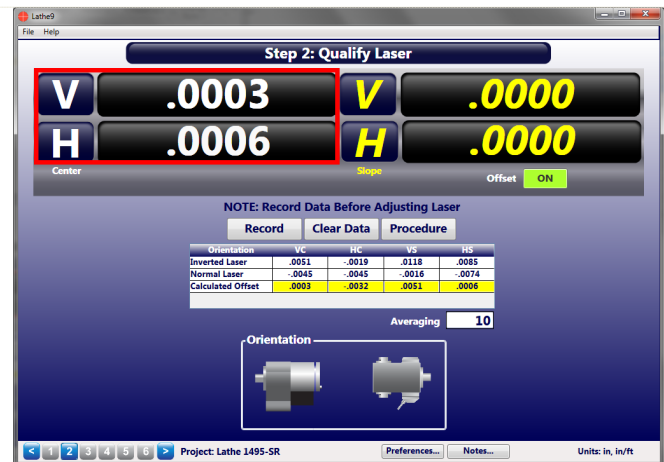 Lathe9
File Help
Step 2: Qualify Laser
V .0003 V .0000
H .0006 H .0000
Center Slope Offset ON
NOTE: Record Data Before Adjusting Laser
Record Clear Data Procedure
Orientation VC HC VS HS
Inverted Laser .0051 -.0019 .0118 .0085
Normal Laser -.0045 -.0045 -.0016 -.0074
Calculated Offset .0003 -.0032 .0051 .0006
Averaging 10
Orientation
< 1 2 3 4 5 6 > Project: Lathe 1495-SR Preferences... Notes... Units: in, in/ft